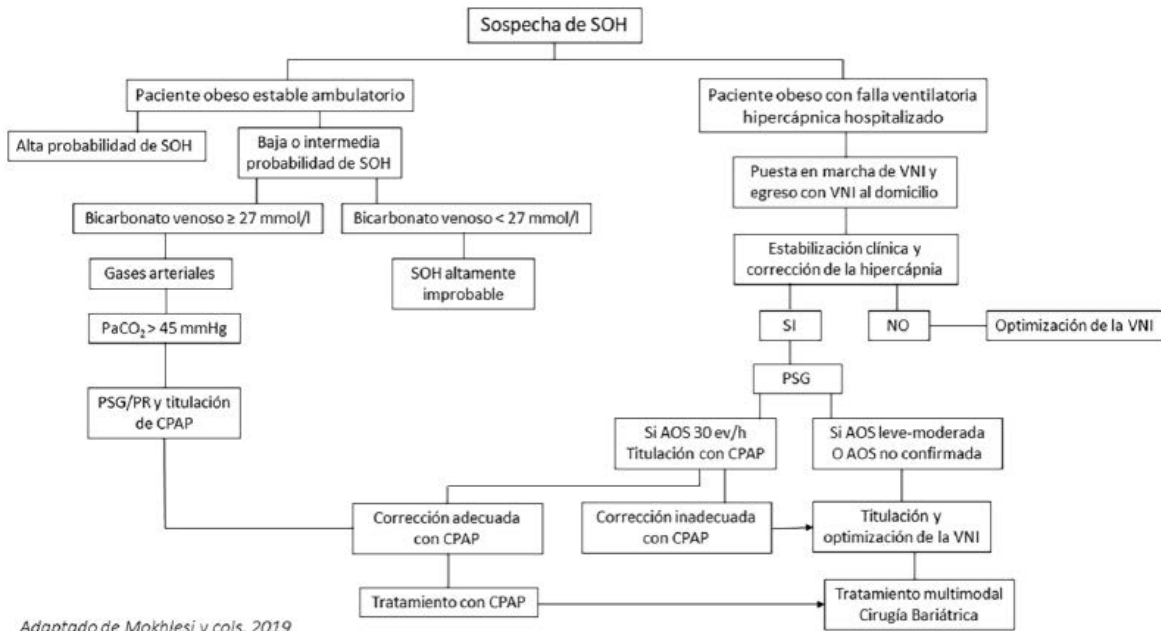 Sospecha de SOH
Paciente obeso estable ambulatorio
Paciente obeso con falla ventilatoria
hipercápnica hospitalizado
Alta probabilidad de SOH
Baja o intermedia
probabilidad de SOH
Puesta en marcha de VNI y
egreso con VNI al domicilio
Bicarbonato venoso ≥ 27 mmol/l
Bicarbonato venoso < 27 mmol/l
Estabilización clínica y
corrección de la hipercápnia
Gases arteriales
SOH altamente
improbable
PaCO₂ > 45 mmHg
SI
NO
Optimización de la VNI
PSG
PSG/PR y titulación
de CPAP
Si AOS 30 ev/h
Titulación con CPAP
Si AOS leve-moderada
O AOS no confirmada
Corrección adecuada
con CPAP
Corrección inadecuada
con CPAP
Titulación y
optimización de la VNI
Tratamiento con CPAP
Tratamiento multimodal
Cirugía Bariátrica
Adaptado de Mokhlesi y cols. 2019